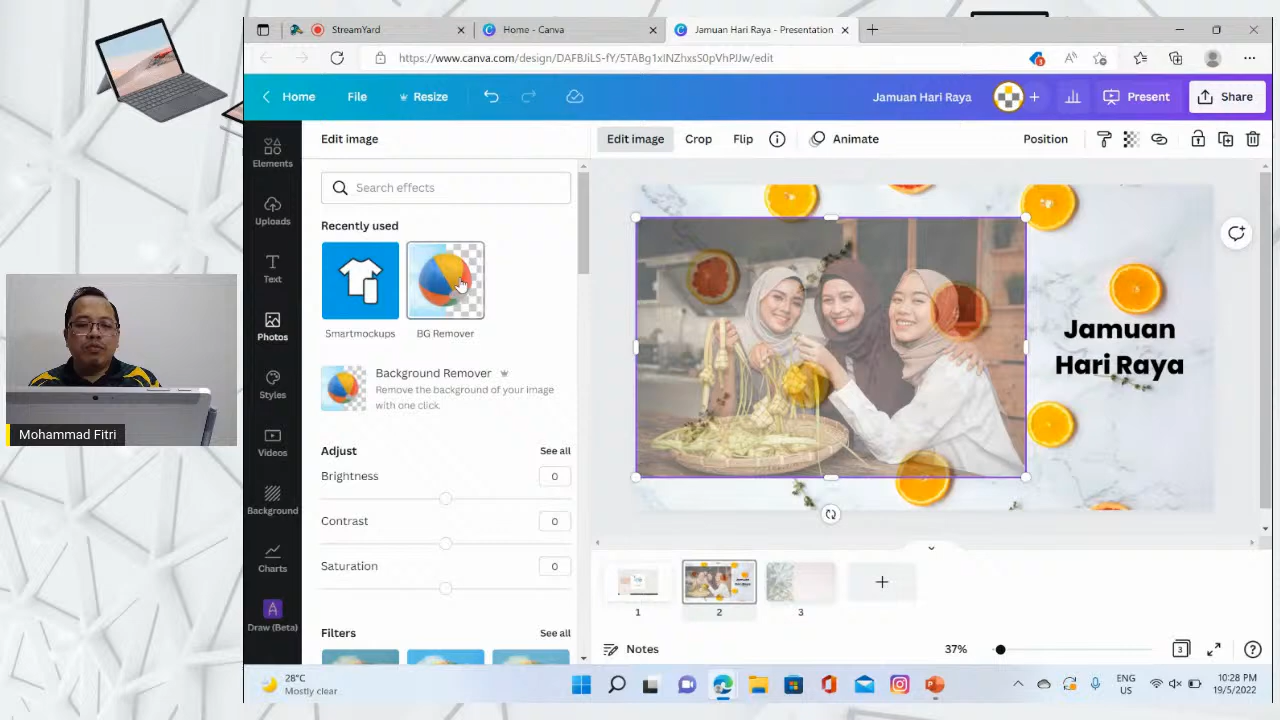 StreamYard
Home - Canva
Jamuan Hari Raya - Presentation
https://www.canva.com/design/DAFBJiLS-fY/5TABg1xINZhxsS0pVhPJJw/edit
Home
File
Resize
Jamuan Hari Raya
Present
Share
Elements
Uploads
Text
Photos
Styles
Videos
Background
Charts
Draw (Beta)
Edit image
Search effects
Recently used
Smartmockups
BG Remover
Background Remover
Remove the background of your image
with one click.
Adjust
See all
Brightness
0
Contrast
0
Saturation
0
Filters
See all
Edit image
Crop
Flip
Animate
Position
Jamuan
Hari Raya
1
2
3
Notes
37%
3
Mohammad Fitri
28°C
Mostly clear
ENG
US
10:28 PM
19/5/2022